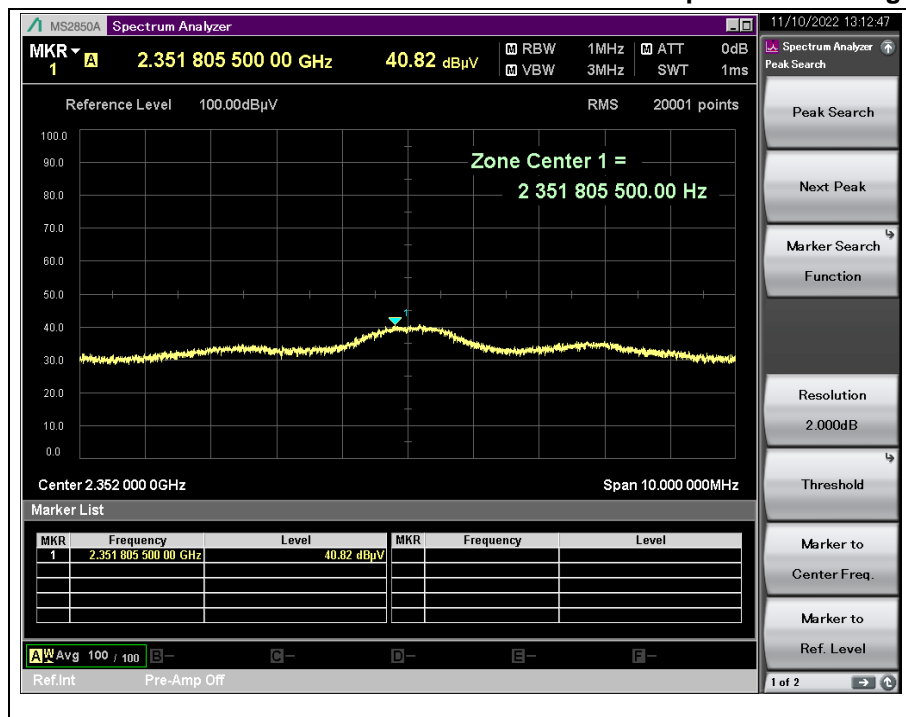 MS2850A Spectrum Analyzer
11/10/2022 13:12:47
MKR 1 A 2.351 805 500 00 GHz 40.82 dBµV
M RBW 1MHz M ATT 0dB
M VBW 3MHz SWT 1ms
Spectrum Analyzer
Peak Search
Reference Level 100.00dBµV RMS 20001 points
100.0
90.0
80.0
70.0
60.0
50.0
40.0
30.0
20.0
10.0
0.0
Zone Center 1 =
2 351 805 500.00 Hz
1
Center 2.352 000 0GHz Span 10.000 000MHz
Marker List
MKR Frequency Level MKR Frequency Level
1 2.351 805 500 00 GHz 40.82 dBµV
A W Avg 100 / 100 B− C− D− E− F−
Ref.Int Pre-Amp Off
Peak Search
Next Peak
Marker Search
Function
Resolution
2.000dB
Threshold
Marker to
Center Freq.
Marker to
Ref. Level
1 of 2